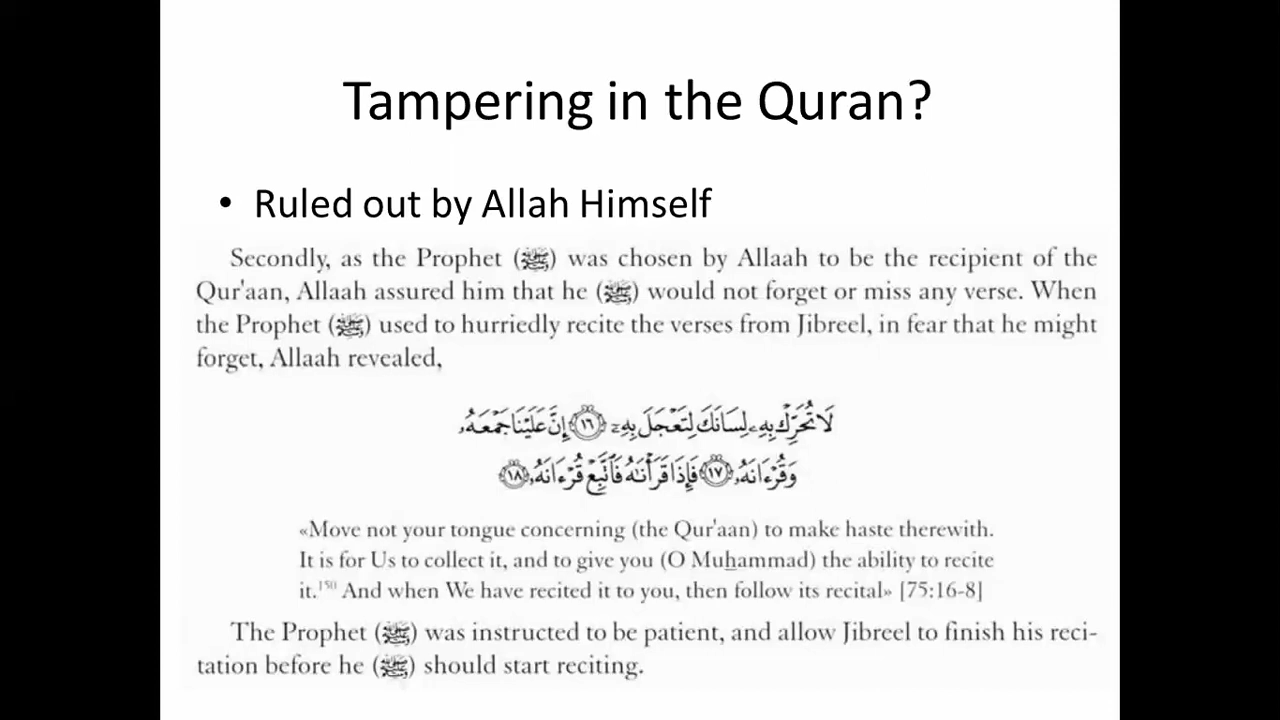 Tampering in the Quran?
• Ruled out by Allah Himself
Secondly, as the Prophet (ﷺ) was chosen by Allaah to be the recipient of the
Qur'aan, Allaah assured him that he (ﷺ) would not forget or miss any verse. When
the Prophet (ﷺ) used to hurriedly recite the verses from Jibreel, in fear that he might
forget, Allaah revealed,
لَا تُحَرِّكْ بِهِۦ لِسَانَكَ لِتَعْجَلَ بِهِۦٓ ١٦ إِنَّ عَلَيْنَا جَمْعَهُۥ
وَقُرْءَانَهُۥ ١٧ فَإِذَا قَرَأْنَٰهُ فَٱتَّبِعْ قُرْءَانَهُۥ ١٨
«Move not your tongue concerning (the Qur'aan) to make haste therewith.
It is for Us to collect it, and to give you (O Muhammad) the ability to recite
it.¹⁵⁰ And when We have recited it to you, then follow its recital» [75:16-8]
The Prophet (ﷺ) was instructed to be patient, and allow Jibreel to finish his reci-
tation before he (ﷺ) should start reciting.